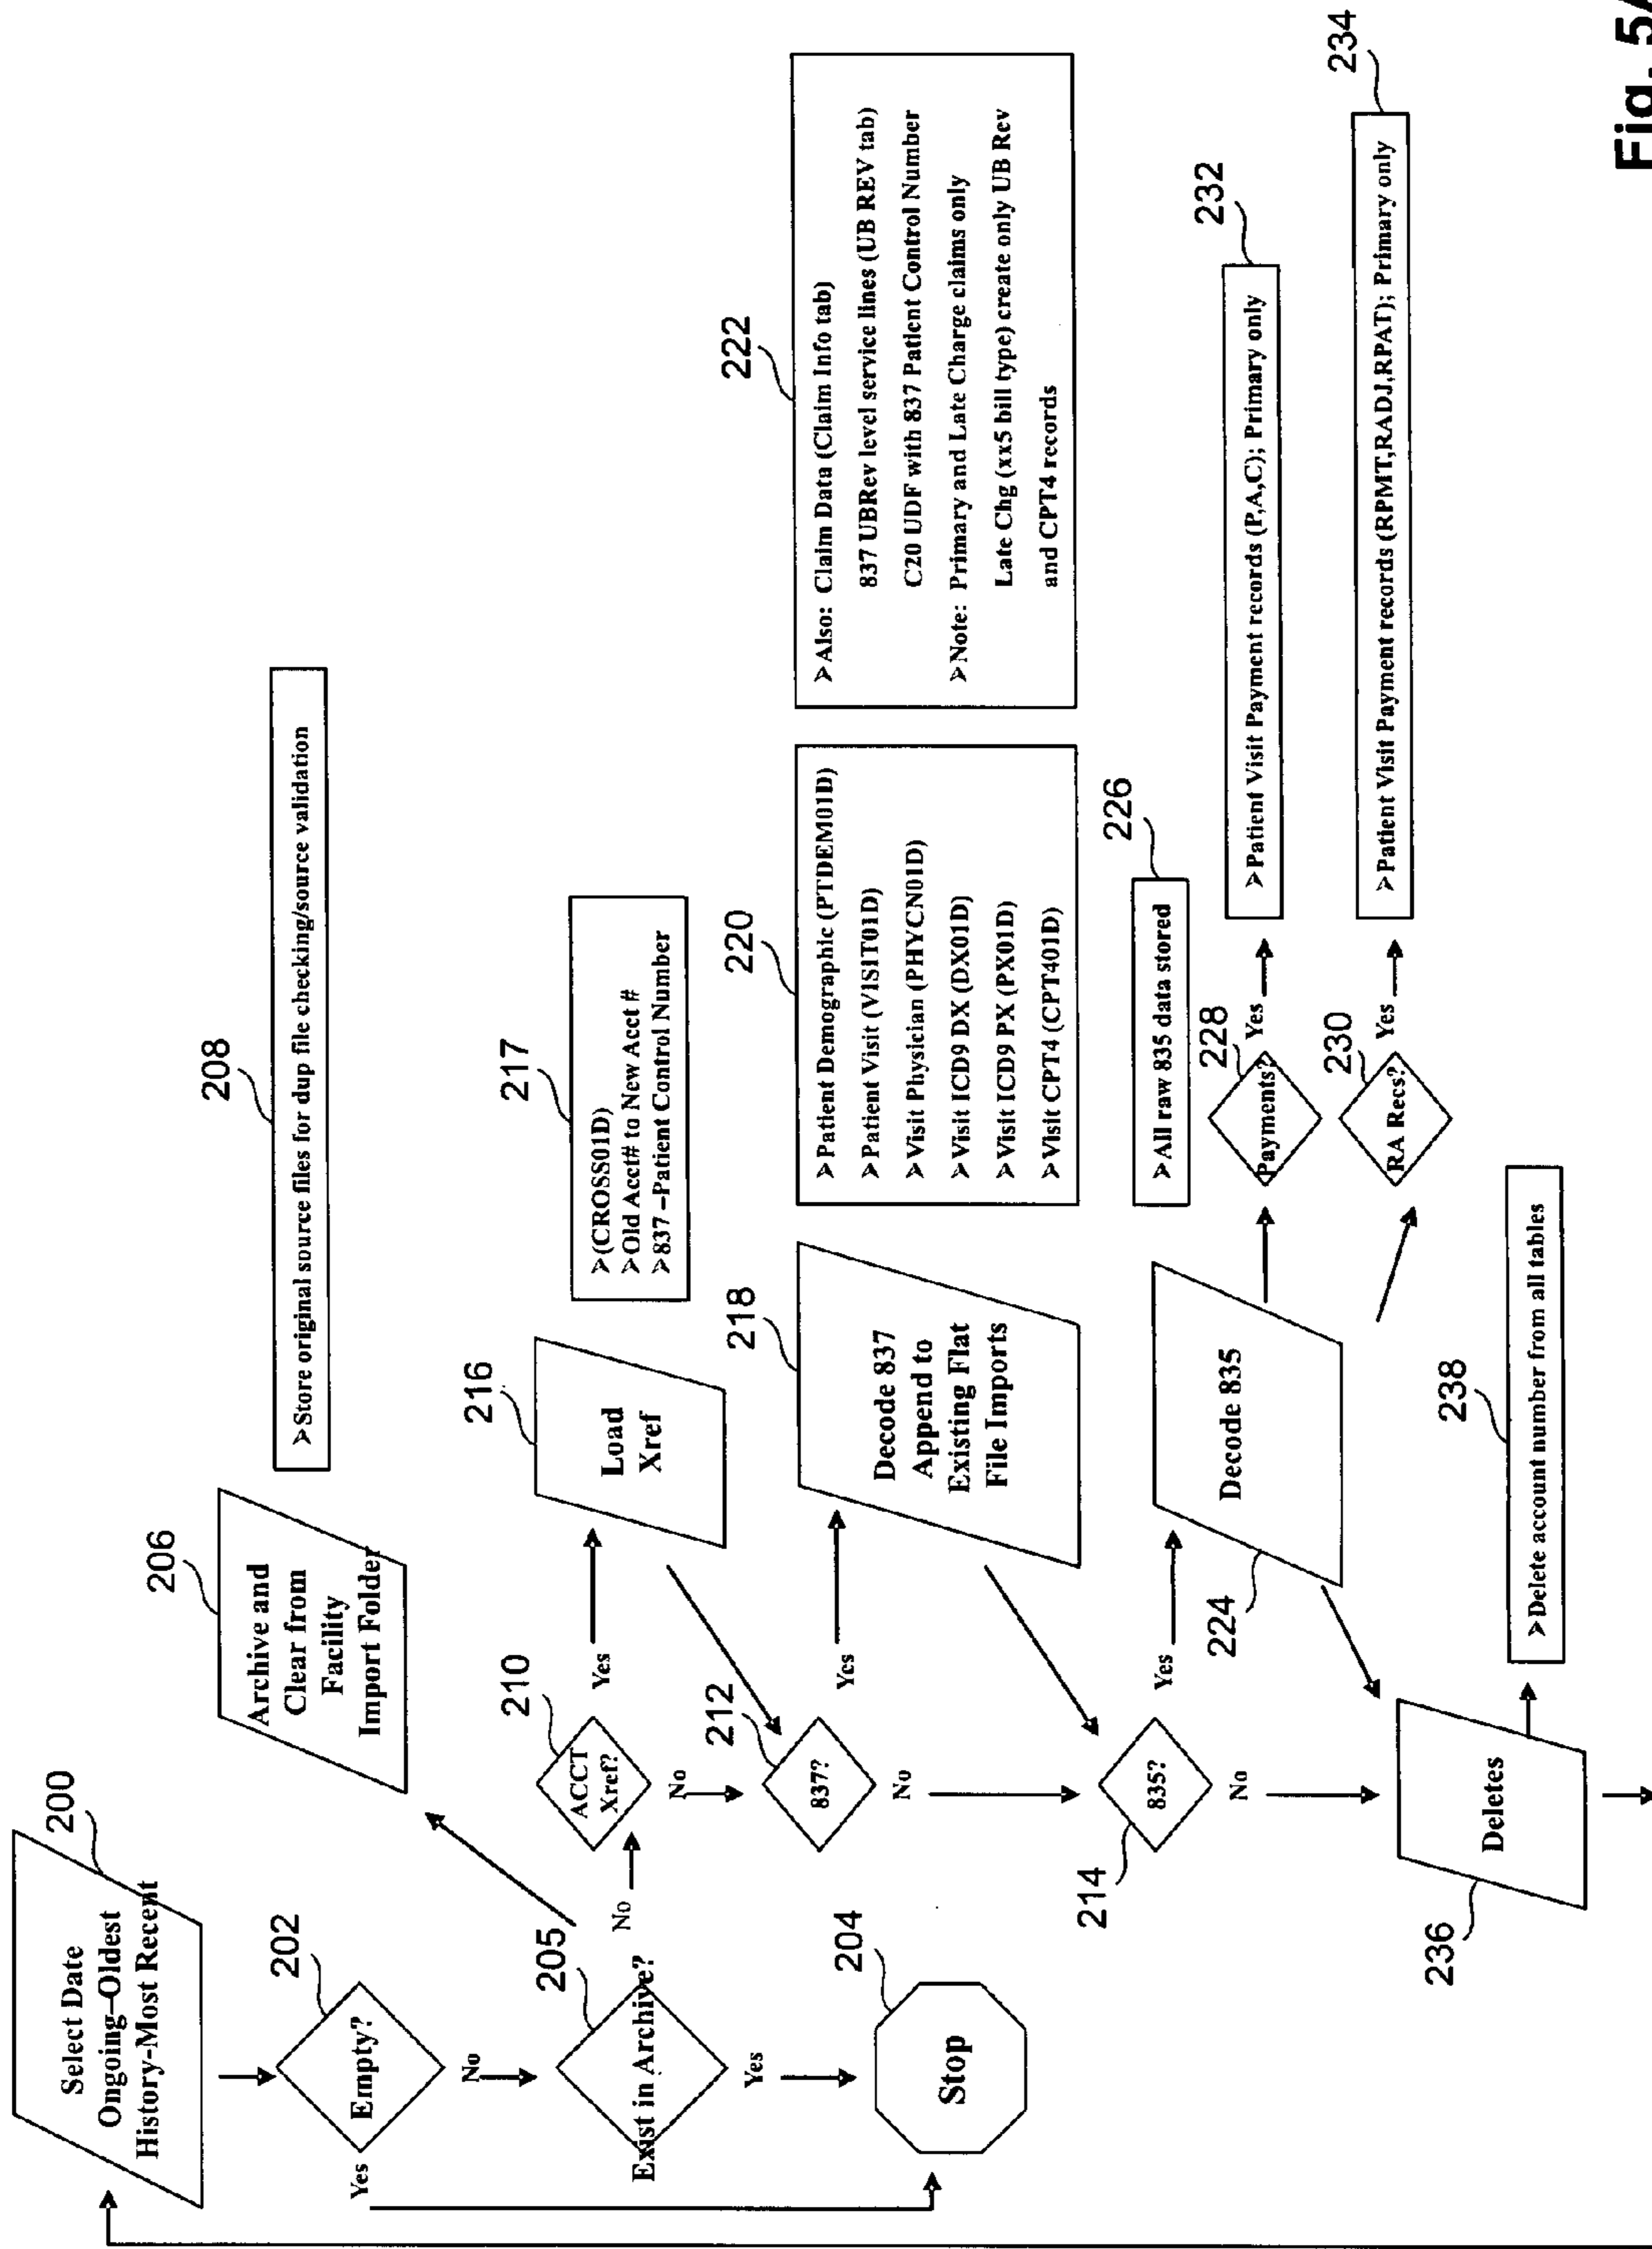 200
Select Date
Ongoing–Oldest
History-Most Recent
202
Empty?
Yes
No
205
Exist in Archive?
No
Yes
204
Stop
206
Archive and
Clear from
Facility
Import Folder
208
➢Store original source files for dup file checking/source validation
210
ACCT
Xref?
Yes
No
216
Load
Xref
217
➢(CROSS01D)
➢Old Acct# to New Acct #
➢837 –Patient Control Number
212
837?
Yes
No
218
Decode 837
Append to
Existing Flat
File Imports
220
➢Patient Demographic (PTDEM01D)
➢Patient Visit (VISIT01D)
➢Visit Physician (PHYCN01D)
➢Visit ICD9 DX (DX01D)
➢Visit ICD9 PX (PX01D)
➢Visit CPT4 (CPT401D)
222
➢Also: Claim Data (Claim Info tab)
837 UBRev level service lines (UB REV tab)
C20 UDF with 837 Patient Control Number
➢Note: Primary and Late Charge claims only
Late Chg (xx5 bill type) create only UB Rev
and CPT4 records
214
835?
Yes
No
224
Decode 835
226
➢All raw 835 data stored
228
Payments?
Yes
232
➢Patient Visit Payment records (P,A,C); Primary only
230
RA Recs?
Yes
234
➢Patient Visit Payment records (RPMT,RADJ,RPAT); Primary only
236
Deletes
238
➢Delete account number from all tables
Fig. 5A